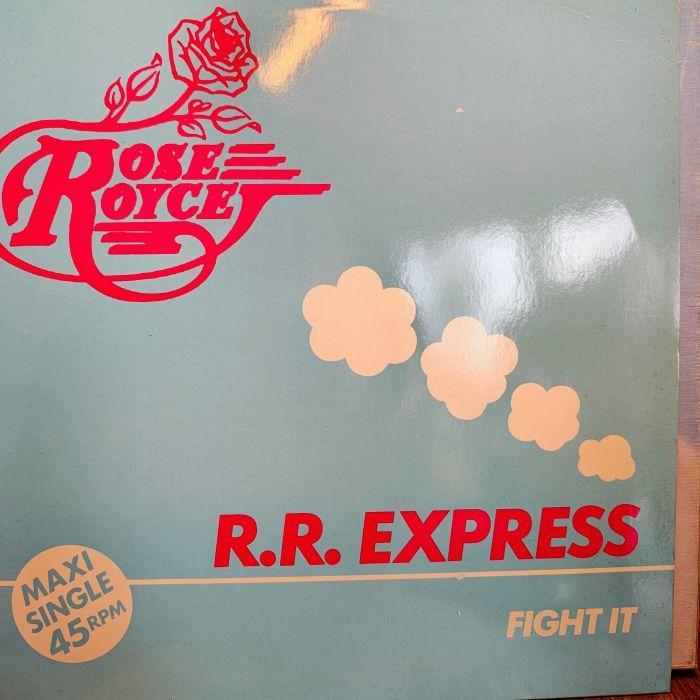 ROSE
ROYCE
R.R. EXPRESS
MAXI
SINGLE
45 RPM
FIGHT IT